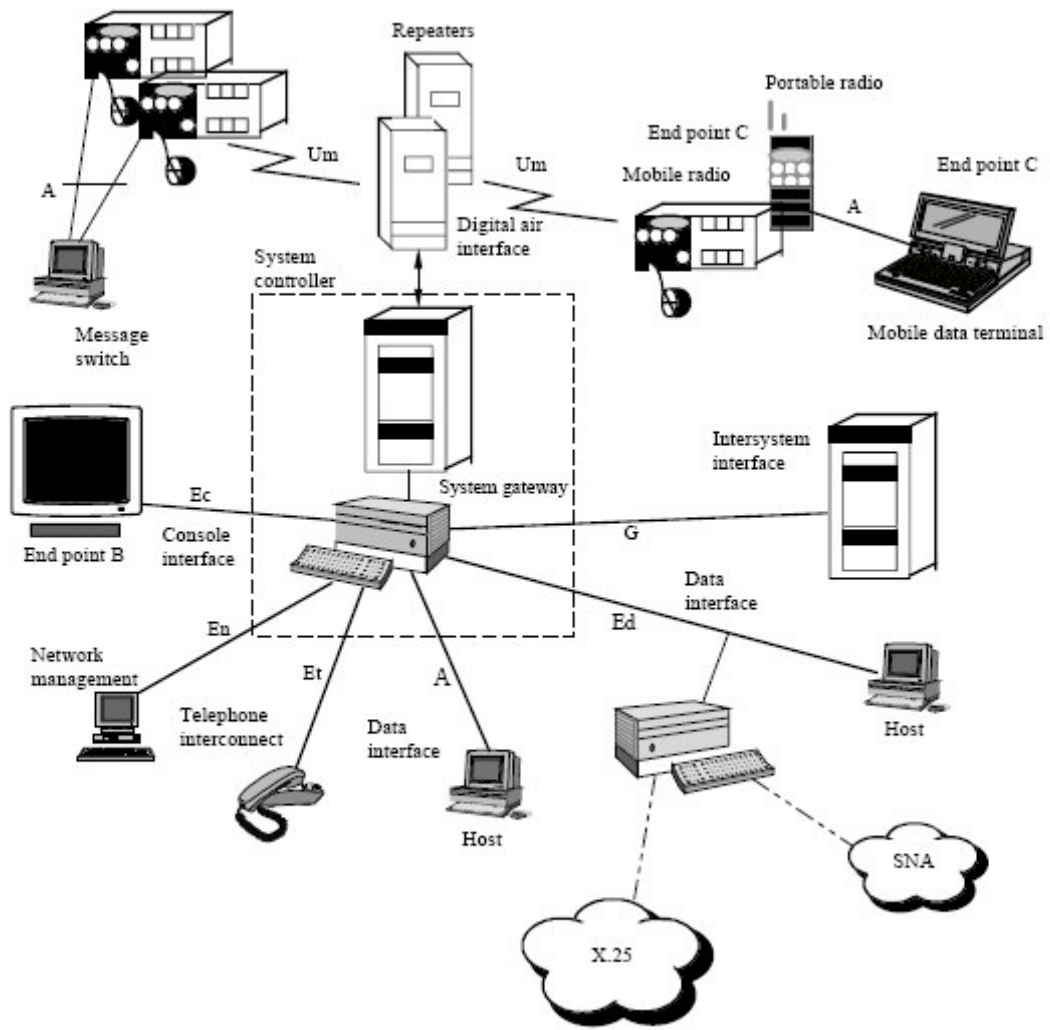 Repeaters
Portable radio
End point C
End point C
Um
Um
Mobile radio
A
A
Digital air
interface
System
controller
Message
switch
Mobile data terminal
Intersystem
interface
System gateway
Ec
G
End point B
Console
interface
Data
interface
Ed
En
Network
management
Et
A
Telephone
interconnect
Data
interface
Host
Host
SNA
X.25